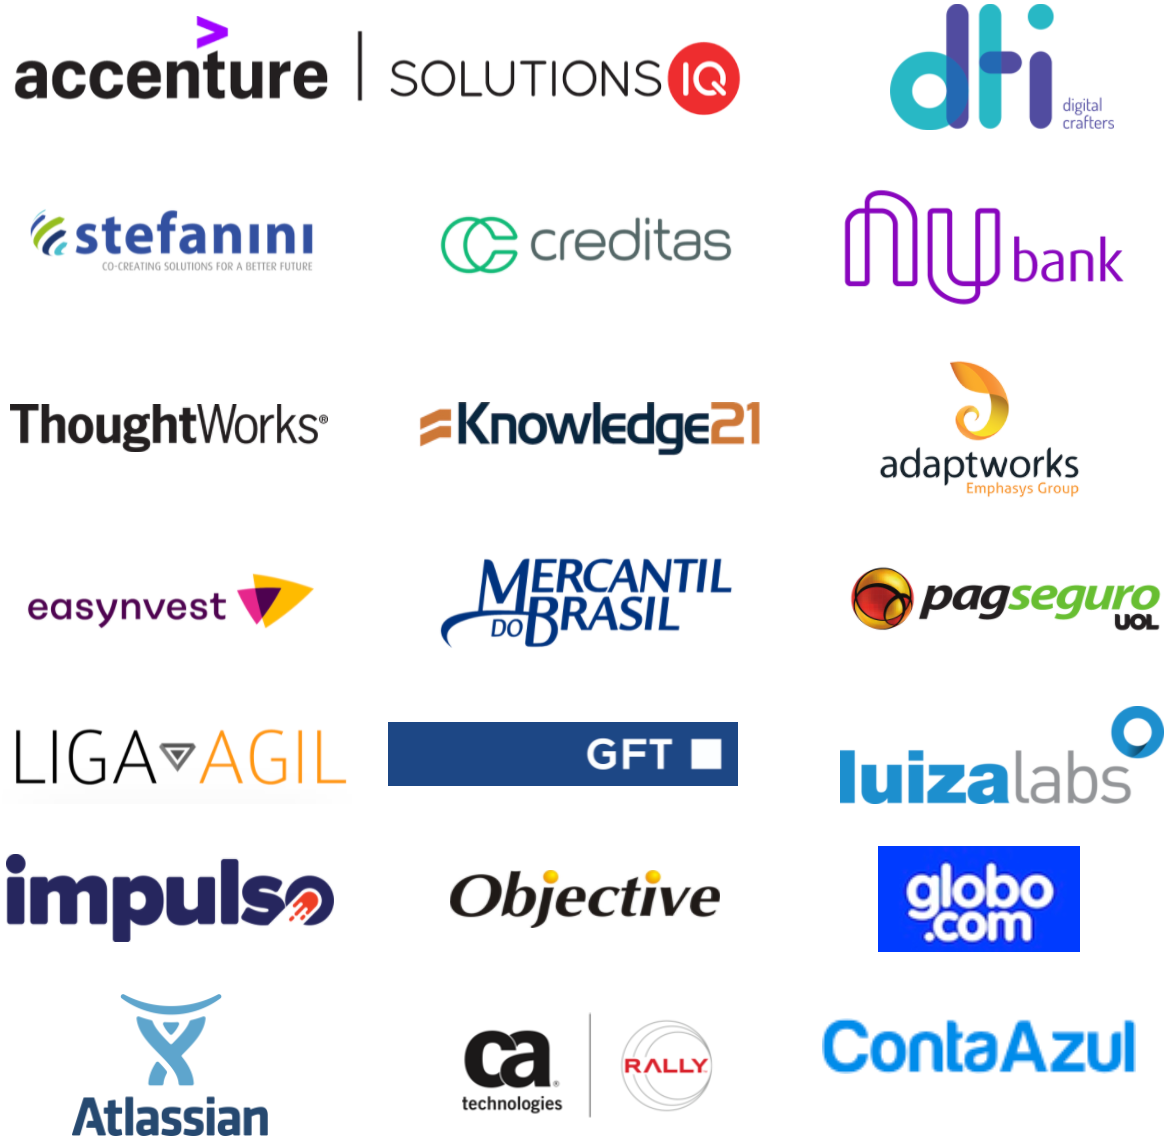 accenture | SOLUTIONS IQ
dti digital
crafters
stefanini
CO-CREATING SOLUTIONS FOR A BETTER FUTURE
creditas
nu bank
ThoughtWorks®
Knowledge21
adaptworks
Emphasys Group
easynvest
MERCANTIL
DO BRASIL
pagseguro
UOL
LIGA AGIL
GFT
luizalabs
impulso
Objective
globo
.com
Atlassian
ca®
technologies
RALLY
ContaAzul